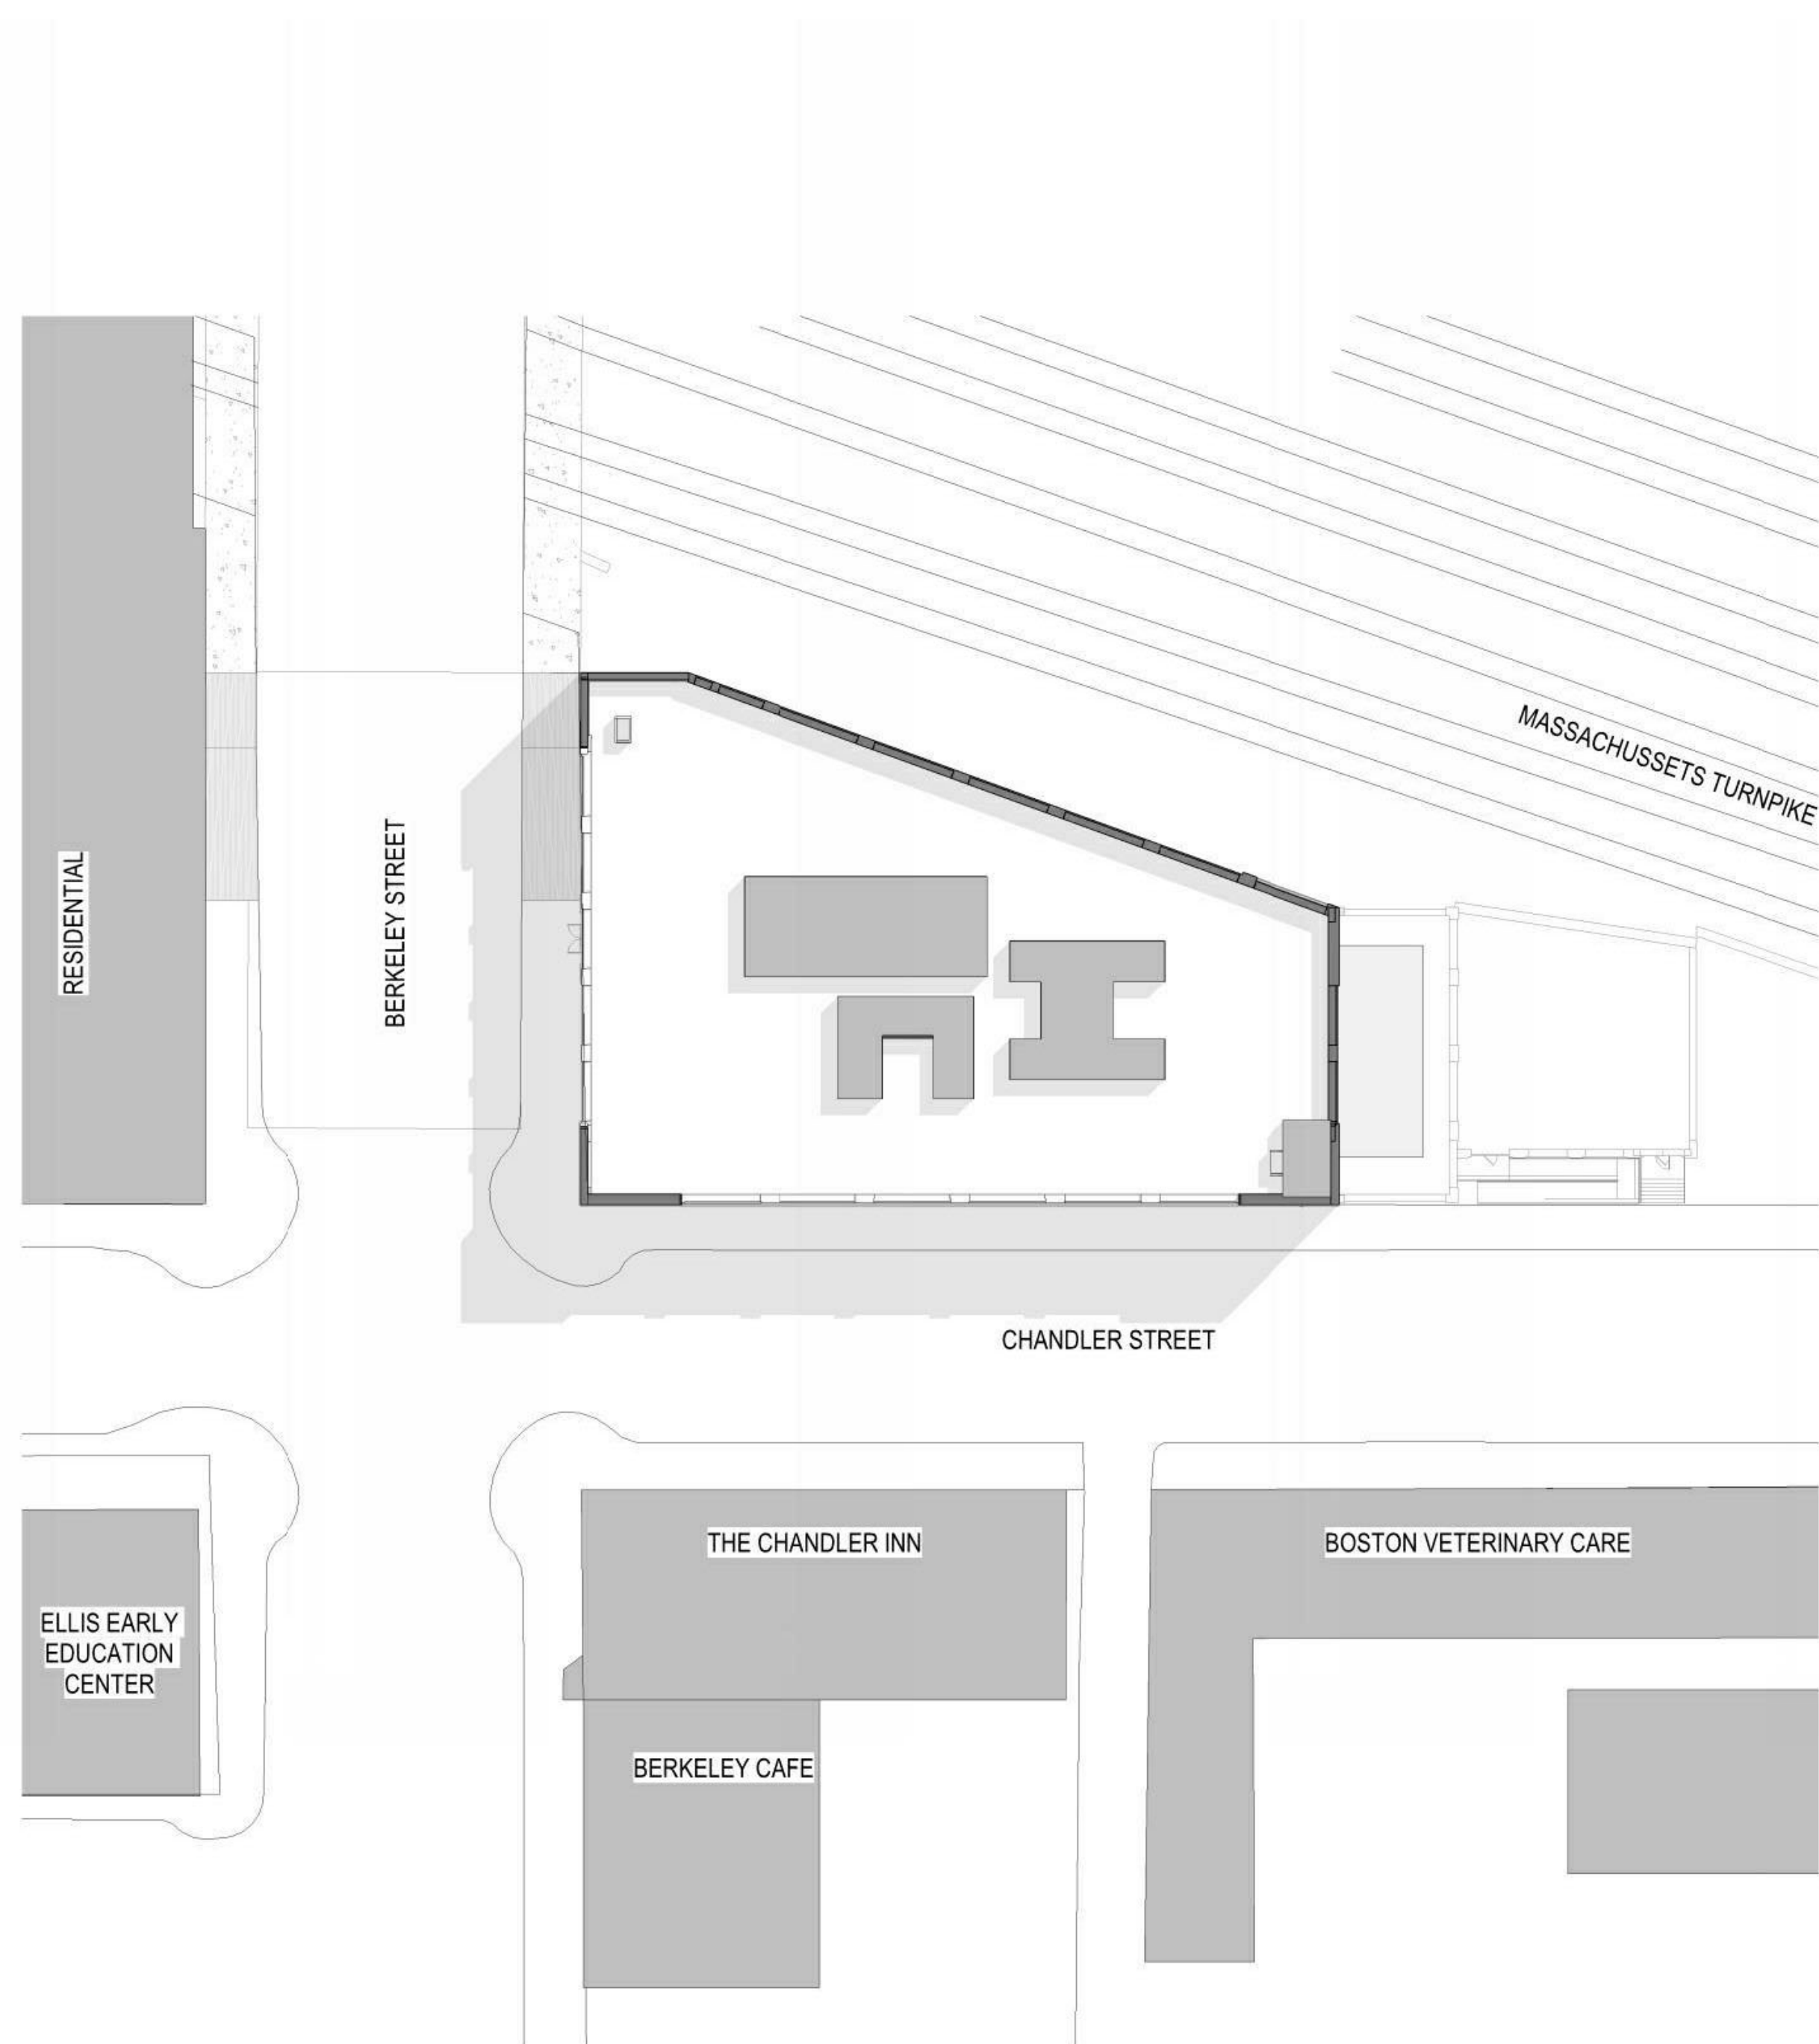 MASSACHUSSETS TURNPIKE
RESIDENTIAL
BERKELEY STREET
CHANDLER STREET
THE CHANDLER INN
BOSTON VETERINARY CARE
ELLIS EARLY
EDUCATION
CENTER
BERKELEY CAFE